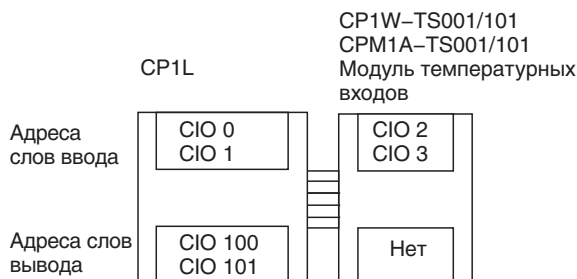 CP1W–TS001/101
CPM1A–TS001/101
Модуль температурных
входов
CP1L
Адреса
слов ввода
CIO 0
CIO 1
CIO 2
CIO 3
Адреса слов
вывода
CIO 100
CIO 101
Нет